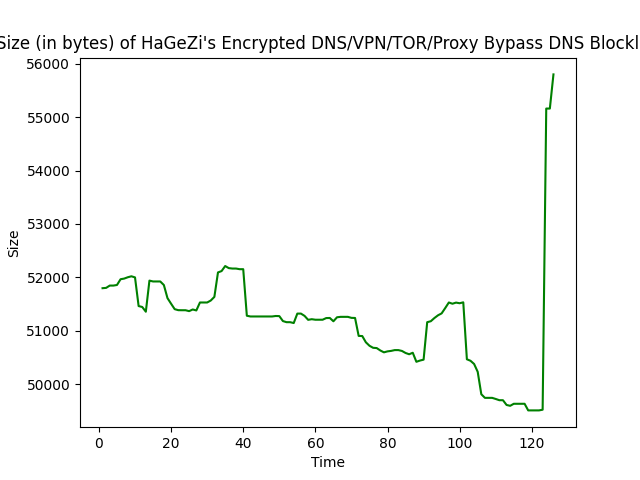 Size (in bytes) of HaGeZi's Encrypted DNS/VPN/TOR/Proxy Bypass DNS Blockl
56000
55000
54000
53000
52000
51000
50000
Size
0 20 40 60 80 100 120
Time